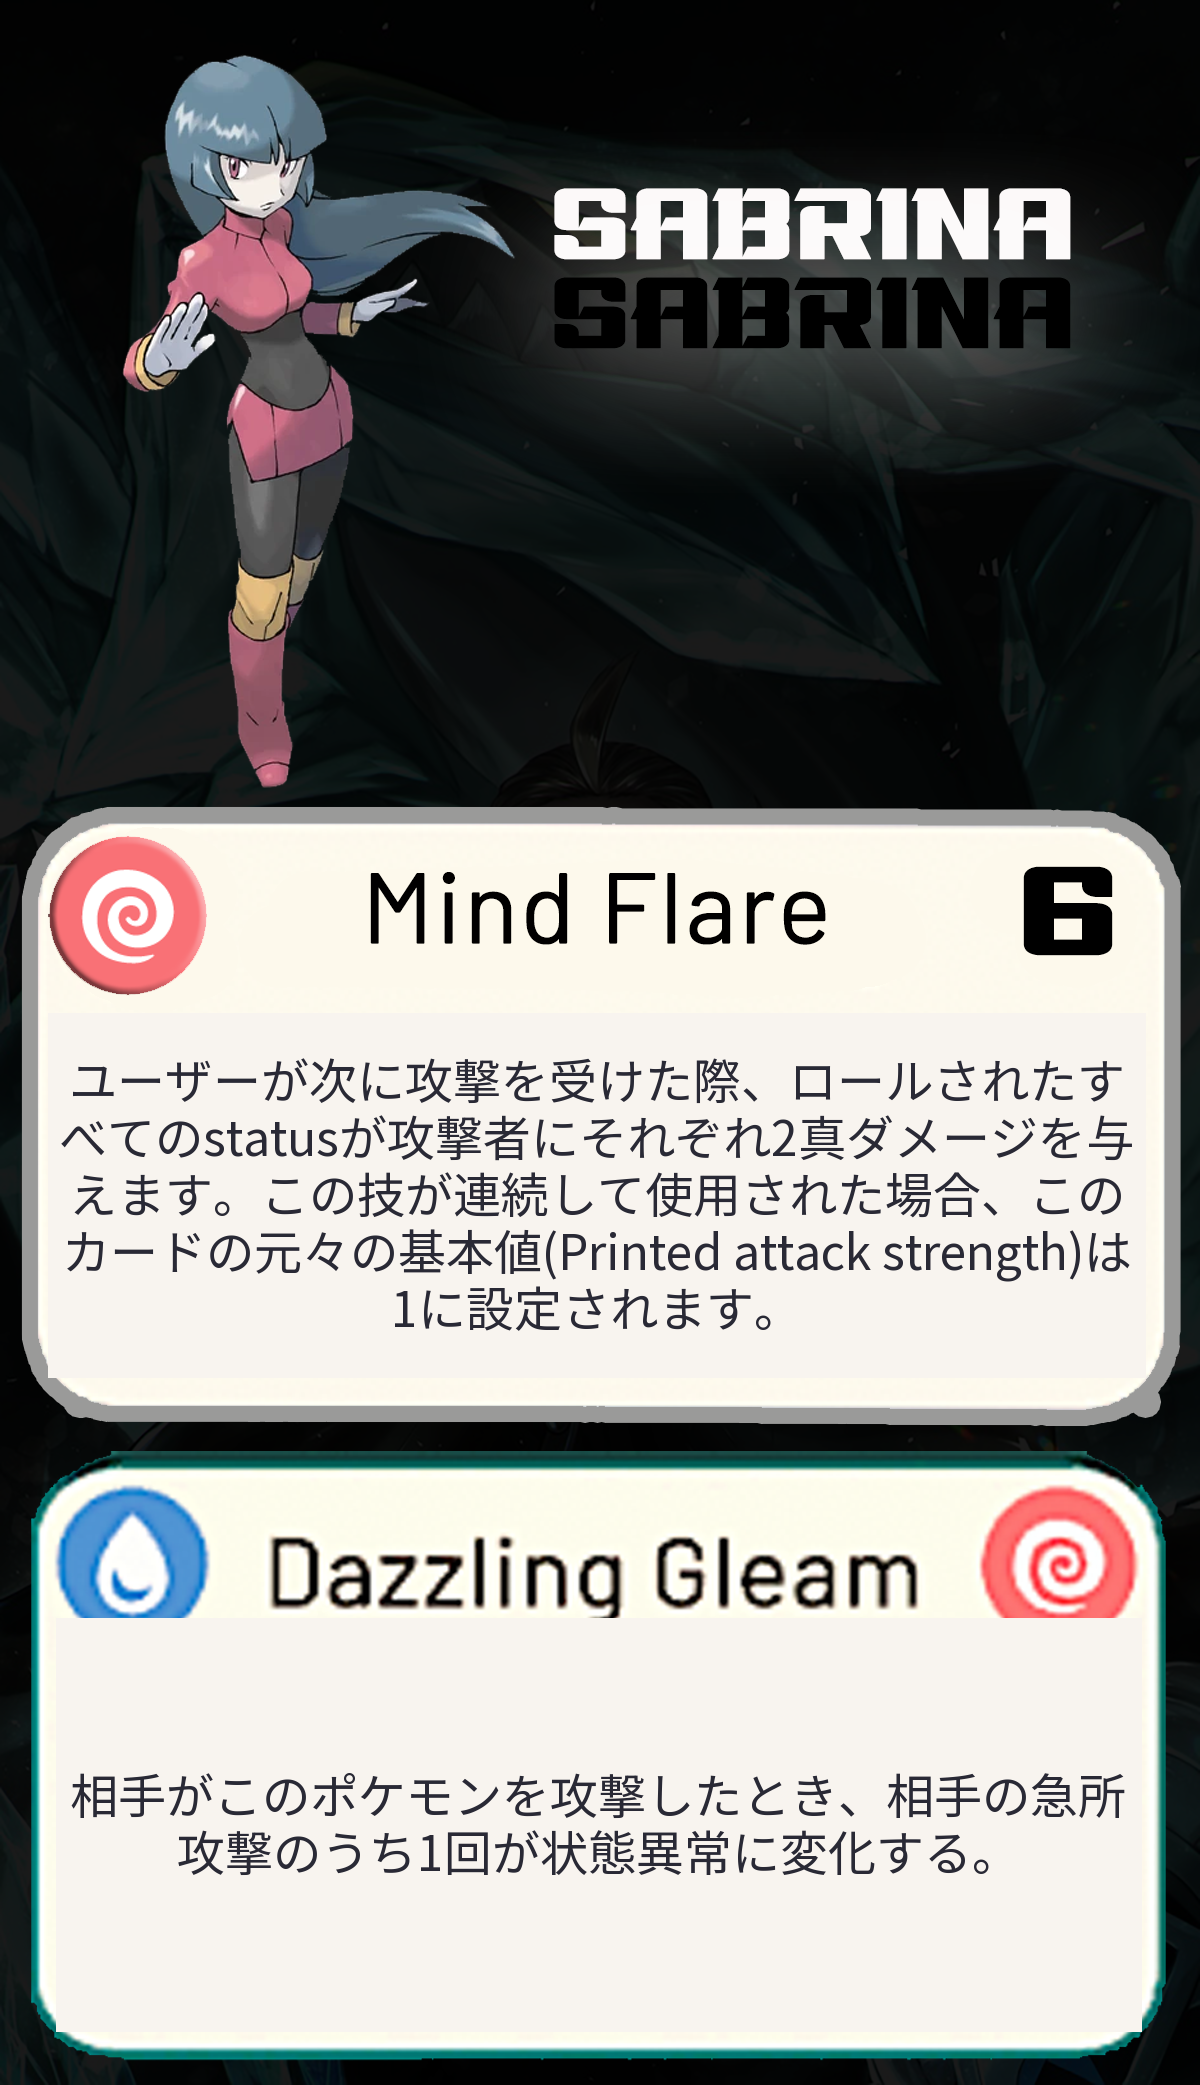 SABRINA
SABRINA
Mind Flare
6
ユーザーが次に攻撃を受けた際、ロールされたす
べてのstatusが攻撃者にそれぞれ2真ダメージを与
えます。この技が連続して使用された場合、この
カードの元々の基本値(Printed attack strength)は
1に設定されます。
Dazzling Gleam
相手がこのポケモンを攻撃したとき、相手の急所
攻撃のうち1回が状態異常に変化する。